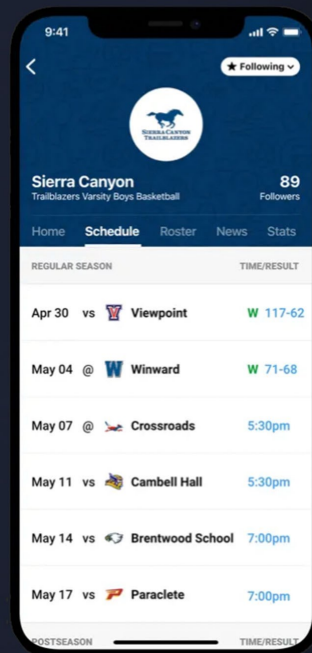 9:41
★ Following
SIERRA CANYON
TRAILBLAZERS
Sierra Canyon 89
Trailblazers Varsity Boys Basketball Followers
Home Schedule Roster News Stats
REGULAR SEASON TIME/RESULT
Apr 30 vs V Viewpoint W 117-62
May 04 @ W Winward W 71-68
May 07 @ Crossroads 5:30pm
May 11 vs Cambell Hall 5:30pm
May 14 vs Brentwood School 7:00pm
May 17 vs P Paraclete 7:00pm
POSTSEASON TIME/RESULT